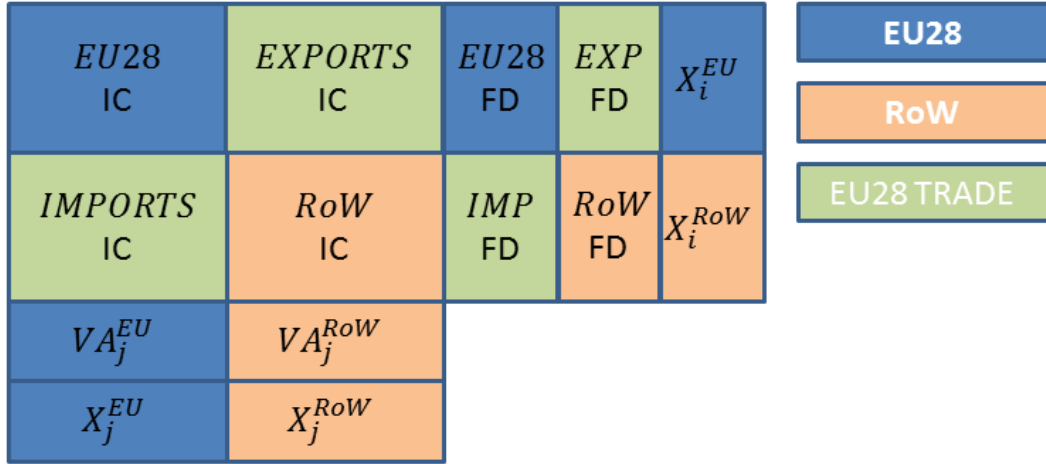 EU28 EXPORTS EU28 EXP X_i^{EU}
IC IC FD FD
IMPORTS RoW IMP RoW X_i^{RoW}
IC IC FD FD
VA_j^{EU} VA_j^{RoW}
X_j^{EU} X_j^{RoW}
EU28
RoW
EU28 TRADE